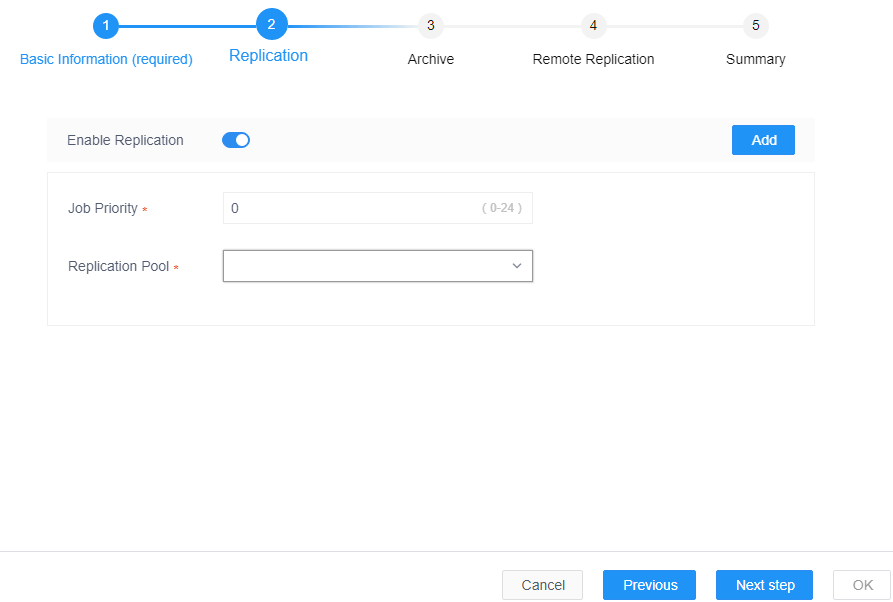 1 2 3 4 5
Basic Information (required) Replication Archive Remote Replication Summary
Enable Replication Add
Job Priority * 0 ( 0-24 )
Replication Pool *
Cancel Previous Next step OK